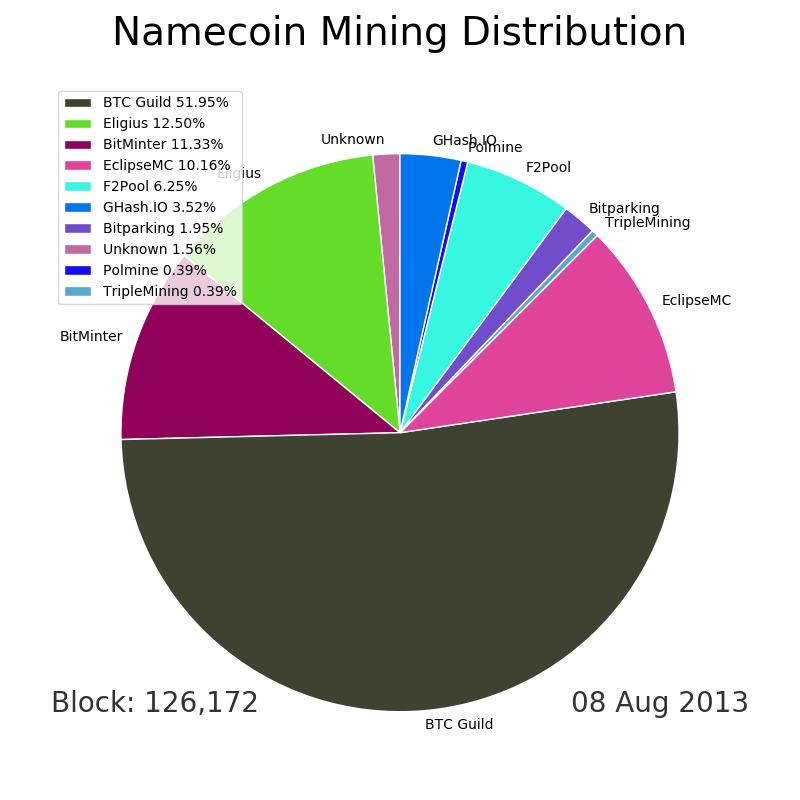 Namecoin Mining Distribution
BTC Guild 51.95%
Eligius 12.50%
BitMinter 11.33%
EclipseMC 10.16%
F2Pool 6.25%
GHash.IO 3.52%
Bitparking 1.95%
Unknown 1.56%
Polmine 0.39%
TripleMining 0.39%
Unknown
GHash.IO
Polmine
F2Pool
Eligius
Bitparking
TripleMining
EclipseMC
BitMinter
Block: 126,172
08 Aug 2013
BTC Guild